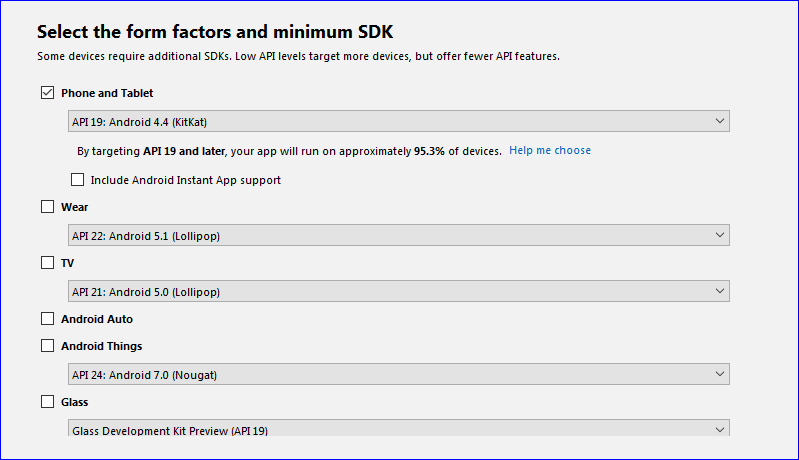 Select the form factors and minimum SDK
Some devices require additional SDKs. Low API levels target more devices, but offer fewer API features.
Phone and Tablet
API 19: Android 4.4 (KitKat)
By targeting API 19 and later, your app will run on approximately 95.3% of devices. Help me choose
Include Android Instant App support
Wear
API 22: Android 5.1 (Lollipop)
TV
API 21: Android 5.0 (Lollipop)
Android Auto
Android Things
API 24: Android 7.0 (Nougat)
Glass
Glass Development Kit Preview (API 19)